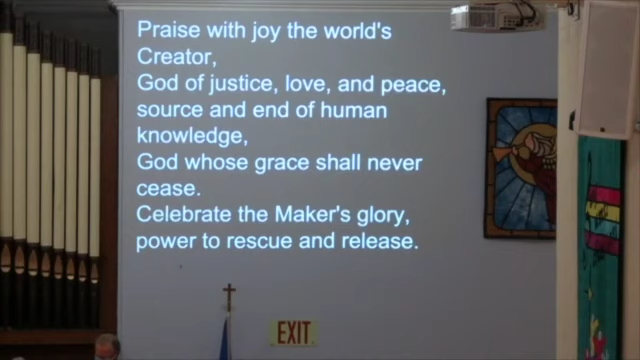 Praise with joy the world's
Creator,
God of justice, love, and peace,
source and end of human
knowledge,
God whose grace shall never
cease.
Celebrate the Maker's glory,
power to rescue and release.
EXIT